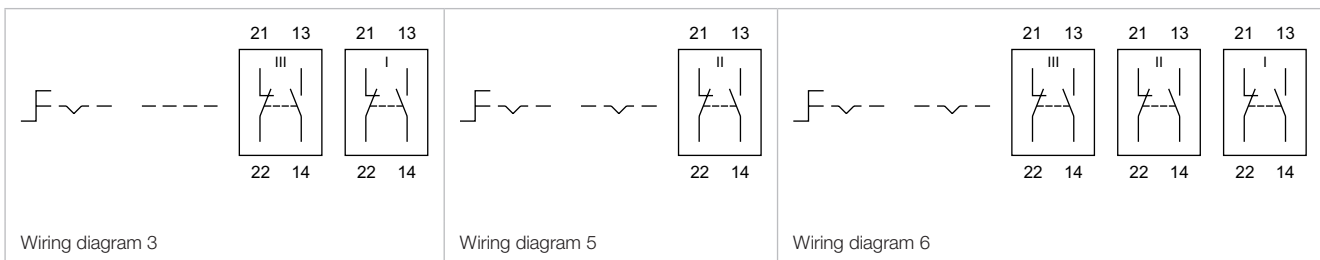 21 13 21 13
III I
22 14 22 14
Wiring diagram 3
21 13
II
22 14
Wiring diagram 5
21 13 21 13 21 13
III II I
22 14 22 14 22 14
Wiring diagram 6